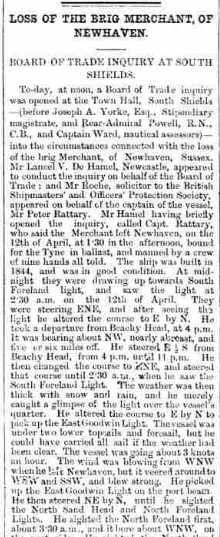 LOSS OF THE BRIG MERCHANT, OF
NEWHAVEN.
BOARD OF TRADE INQUIRY AT SOUTH
SHIELDS.
To-day, at noon, a Board of Trade inquiry
was opened at the Town Hall, South Shields
—(before Joseph A. Yorke, Esq., Stipendiary
magistrate, and Rear-Admiral Powell, R.N.,
C.B., and Captain Ward, nautical assessors)—
into the circumstances connected with the loss
of the brig Merchant, of Newhaven, Sussex.
Mr Lancel V. De Hamel, Newcastle, appeared
to conduct the inquiry on behalf of the Board of
Trade; and Mr Roche, solicitor to the British
Shipmasters' and Officers' Protection Society,
appeared on behalf of the captain of the vessel,
Mr Peter Rattary. Mr Hamel having briefly
opened the inquiry, called Capt. Rattary,
who said the Merchant left Newhaven, on the
12th of April, at 1·30 in the afternoon, bound
for the Tyne in ballast, and manned by a crew
of nine hands all told. The ship was built in
1844, and was in good condition. At mid-
night they were drawing up towards South
Foreland light, and saw the light at
2·30 a.m. on the 12th of April. They
were steering ENE, and after seeing the
light he altered the course to E by N. He
took a departure from Beachy Head, at 4 p.m.
it was bearing about NW, nearly abreast, and
five or six miles off. He steered E ½ S from
Beachy Head, from 4 p.m. until 11 p.m. He
then changed the course to ENE, and steered
that course until 2·30 a.m., when he saw the
South Foreland Light. The weather was then
thick with snow and rain, and he merely
caught a glimpse of the light over the vessel's
quarter. He altered the course to E by N to
pick up the East Goodwin Light. The vessel was
under two lower topsails and foresail, but he
could have carried all sail if the weather had
been clear. The vessel was going about 3 knots
an hour. The wind was blowing from WNW
when he left Newhaven, but it veered around to
WSW and SSW, and blew strong. He picked
up the East Goodwin Light on the port beam.
He then steered NE by N, until he sighted
the North Sand Head and North Foreland
Lights. He sighted the North Foreland first,
about 3·30 a.m., and it bore about WNW, on